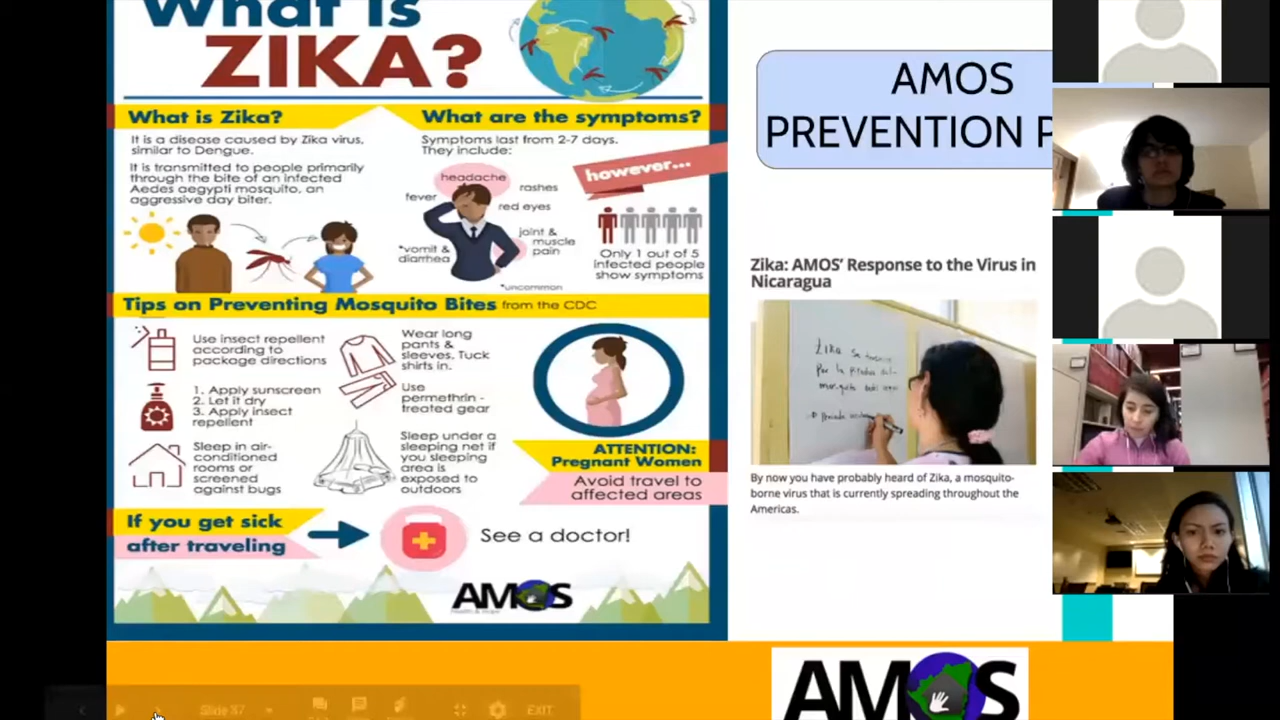 What is
ZIKA?
What is Zika?
It is a disease caused by Zika virus,
similar to Dengue.
It is transmitted to people primarily
through the bite of an infected
Aedes aegypti mosquito, an
aggressive day biter.
What are the symptoms?
Symptoms last from 2-7 days.
They include:
headache
fever
rashes
red eyes
joint &
muscle
pain
*vomit &
diarrhea
*uncommon
however...
Only 1 out of 5
infected people
show symptoms
Tips on Preventing Mosquito Bites from the CDC
Use insect repellent
according to
package directions
1. Apply sunscreen
2. Let it dry
3. Apply insect
repellent
Sleep in air-
conditioned
rooms or
screened
against bugs
Wear long
pants &
sleeves. Tuck
shirts in.
Use
permethrin -
treated gear
Sleep under a
sleeping net if
you sleeping
area is
exposed to
outdoors
ATTENTION:
Pregnant Women
Avoid travel to
affected areas
If you get sick
after traveling
See a doctor!
AMOS
AMOS
PREVENTION P
Zika: AMOS' Response to the Virus in
Nicaragua
Zika se
Por la
By now you have probably heard of Zika, a mosquito-
borne virus that is currently spreading throughout the
Americas.
AMOS
Slide 37
EXIT